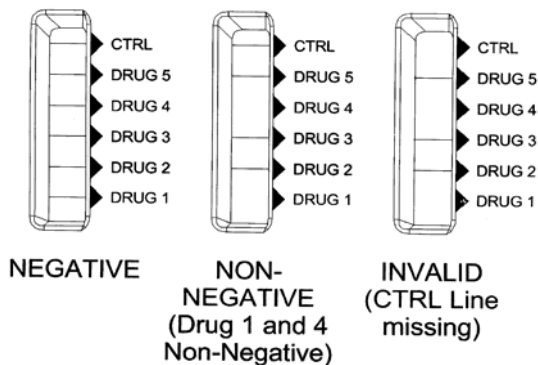 CTRL
DRUG 5
DRUG 4
DRUG 3
DRUG 2
DRUG 1
NEGATIVE
CTRL
DRUG 5
DRUG 4
DRUG 3
DRUG 2
DRUG 1
NON-
NEGATIVE
(Drug 1 and 4
Non-Negative)
CTRL
DRUG 5
DRUG 4
DRUG 3
DRUG 2
DRUG 1
INVALID
(CTRL Line
missing)